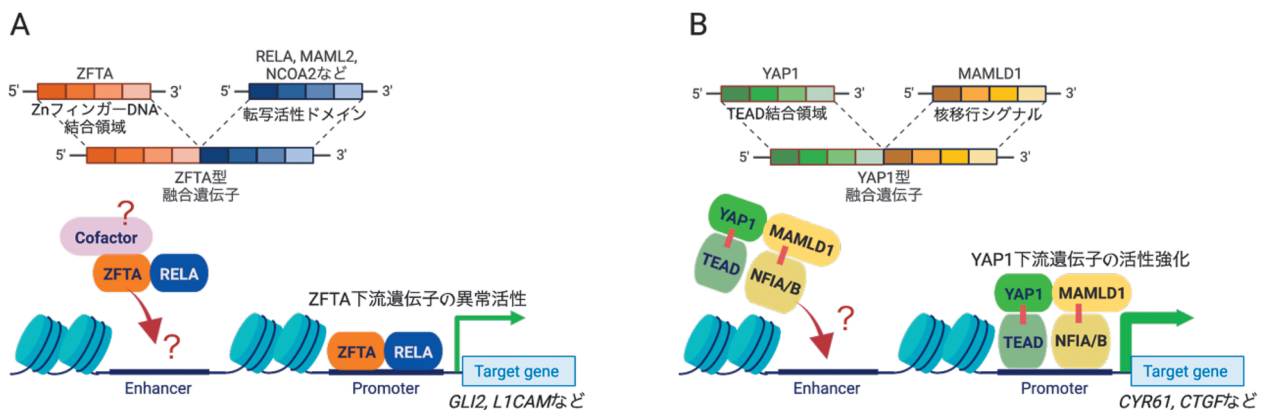 A
ZFTA
5'
3'
Znフィンガー DNA
結合領域
RELA, MAML2,
NCOA2など
5'
3'
転写活性ドメイン
5'
3'
ZFTA型
融合遺伝子
?
Cofactor
ZFTA
RELA
?
Enhancer
ZFTA下流遺伝子の異常活性
ZFTA
RELA
Promoter
Target gene
GLI2, L1CAMなど
B
YAP1
5'
3'
TEAD結合領域
MAMLD1
5'
3'
核移行シグナル
5'
3'
YAP1型
融合遺伝子
YAP1
MAMLD1
TEAD
NFIA/B
?
Enhancer
YAP1下流遺伝子の活性強化
YAP1
MAMLD1
TEAD
NFIA/B
Promoter
Target gene
CYR61, CTGFなど